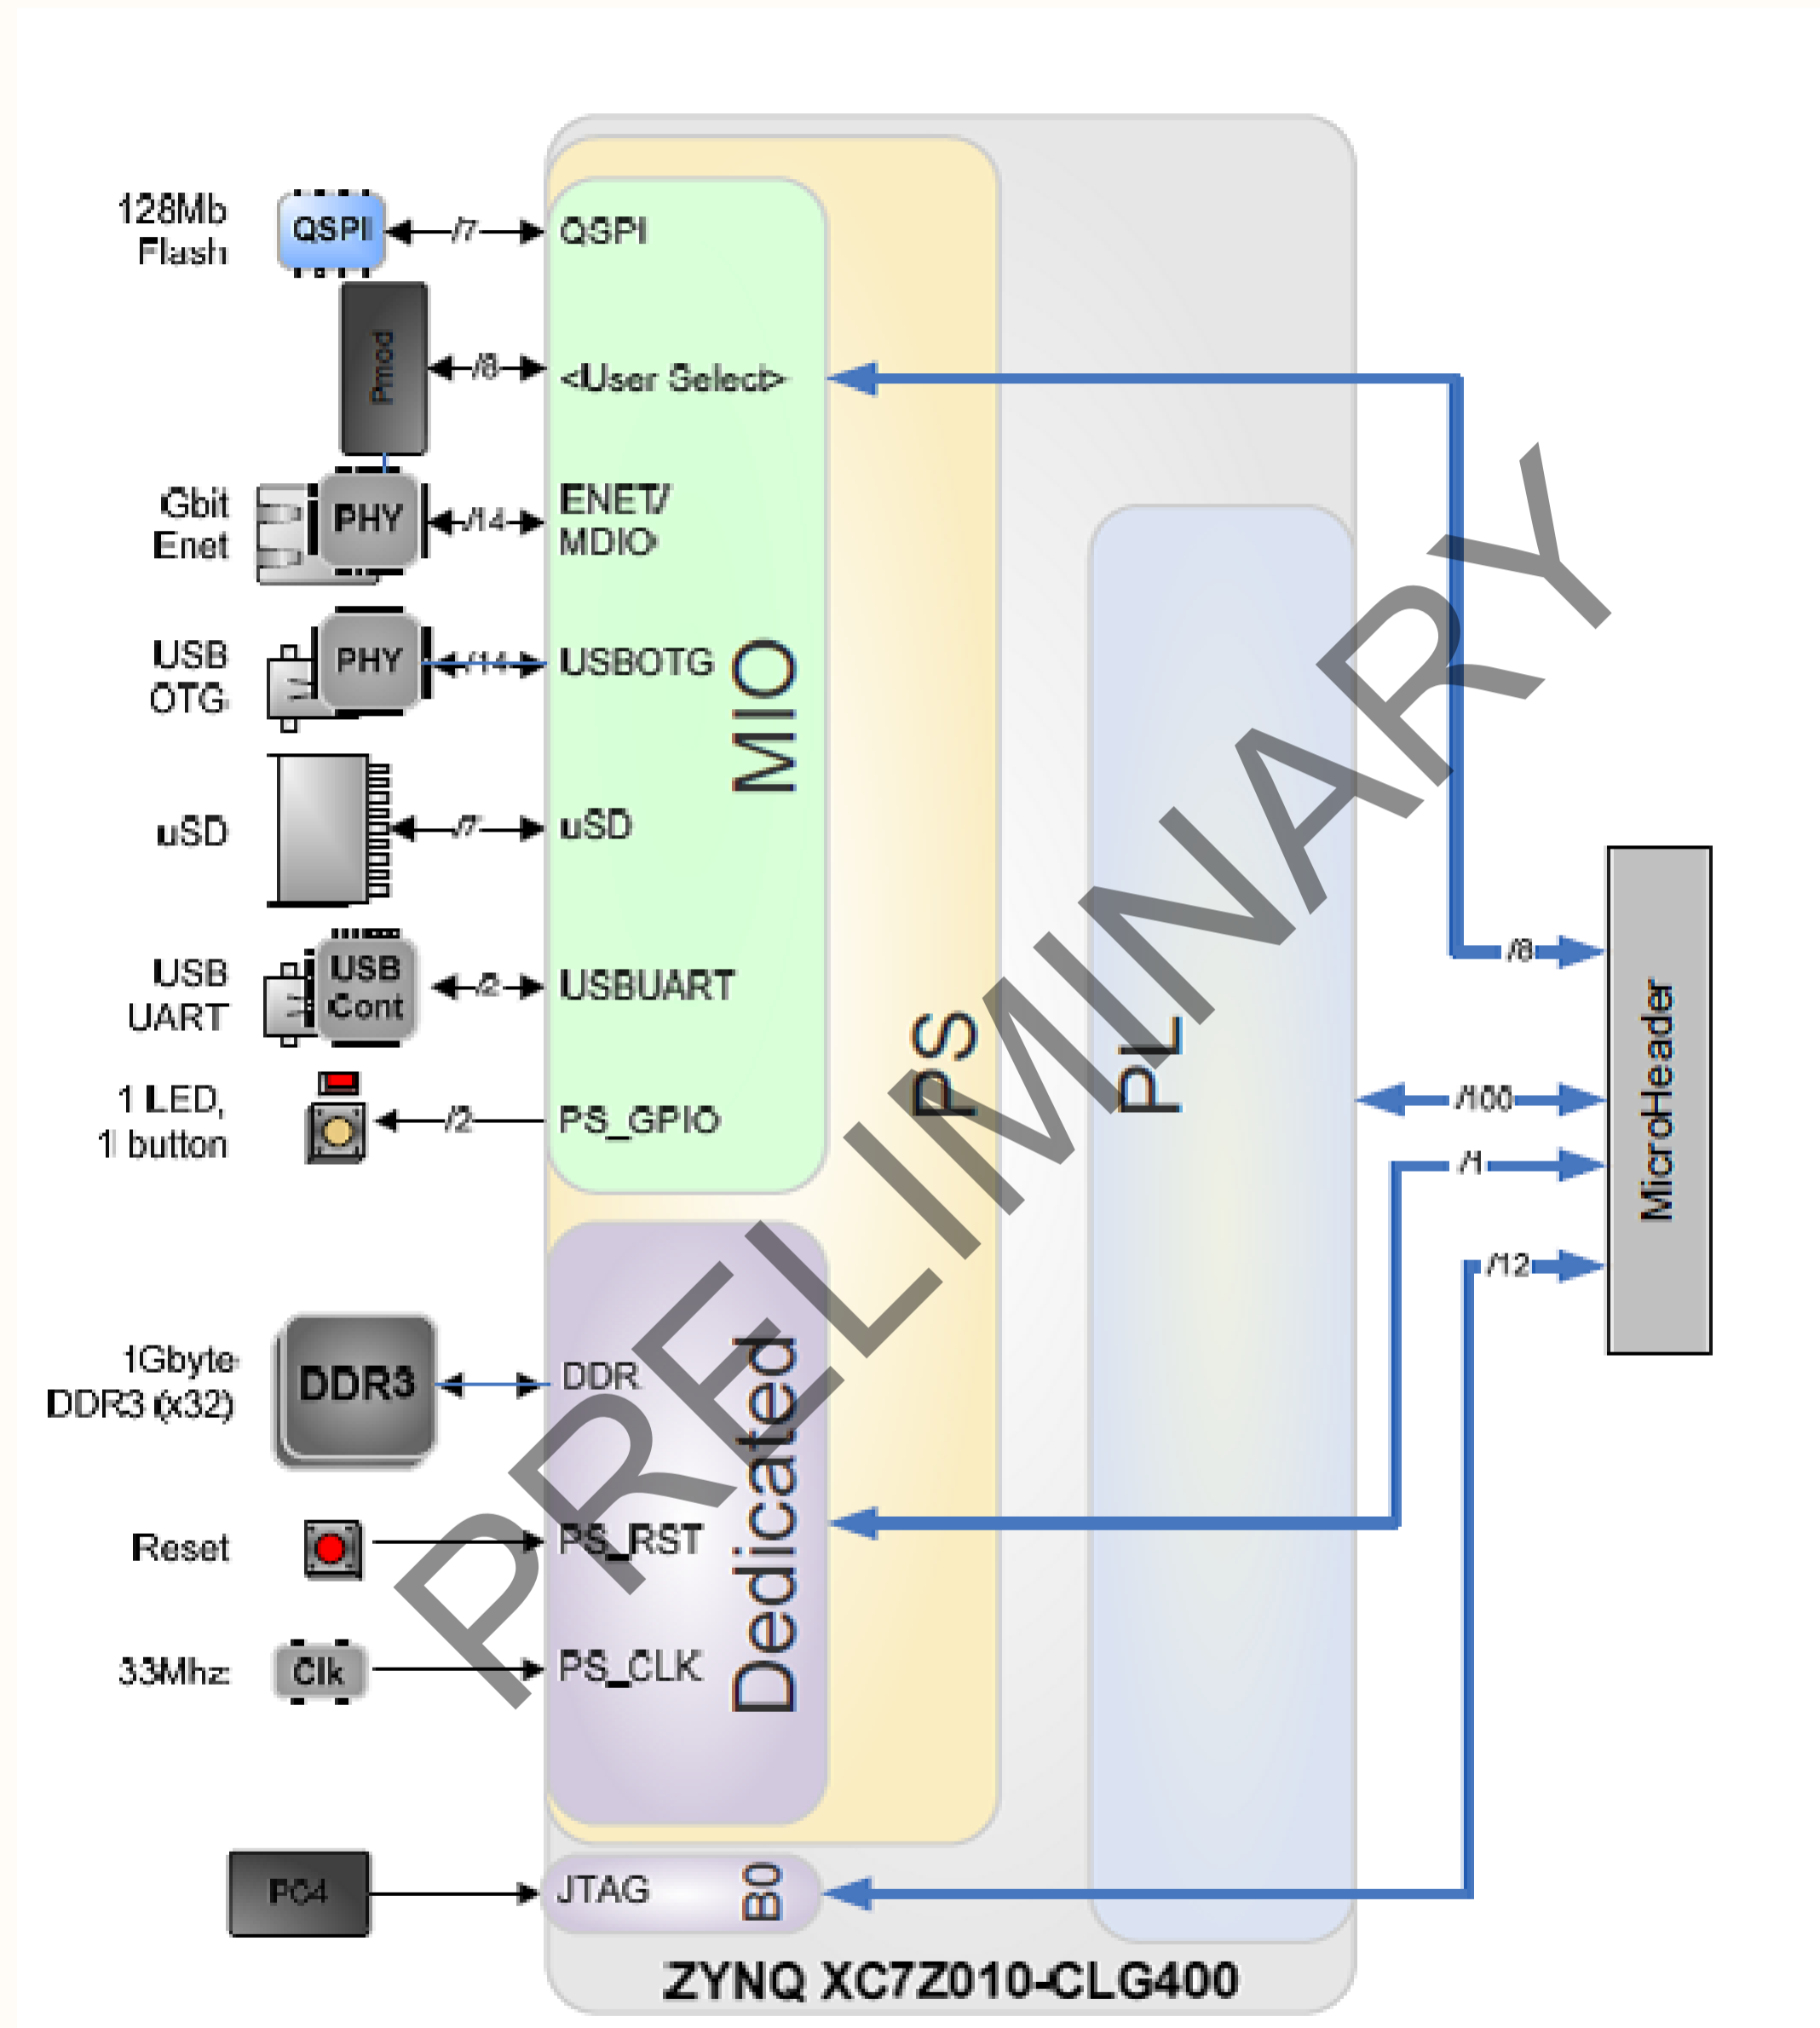 128Mb
Flash
QSPI
/7
QSPI
Pmod
/8
<User Select>
Gbit
Enet
PHY
/14
ENET/
MDIO
USB
OTG
PHY
/14
USBOTG
MIO
uSD
/7
uSD
USB
UART
USB
Cont
/2
USBUART
1 LED,
1 button
/2
PS_GPIO
PS
PL
/8
/100
/12
MicroHeader
1Gbyte
DDR3 (x32)
DDR3
DDR
Dedicated
Reset
PS_RST
33Mhz
Clk
PS_CLK
PC4
JTAG
B0
ZYNQ XC7Z010-CLG400
PRELIMINARY